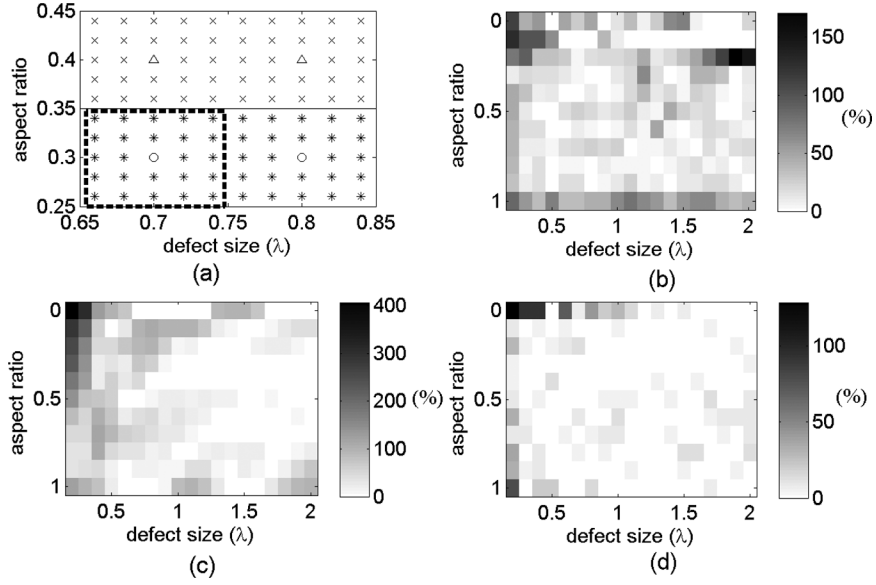 0.45
0.4
0.35
0.3
0.25
aspect ratio
0.65 0.7 0.75 0.8 0.85
defect size (λ)
(a)
0
0.5
1
aspect ratio
0.5 1 1.5 2
defect size (λ)
150
100
50
0
(%)
(b)
0
0.5
1
aspect ratio
0.5 1 1.5 2
defect size (λ)
400
300
200
100
0
(%)
(c)
0
0.5
1
aspect ratio
0.5 1 1.5 2
defect size (λ)
100
50
0
(%)
(d)